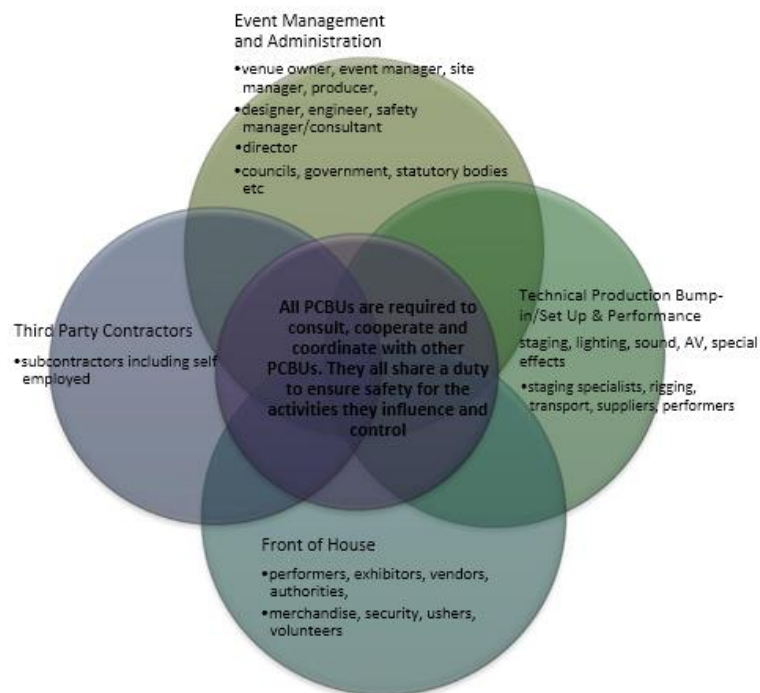 Event Management
and Administration
•venue owner, event manager, site
manager, producer,
•designer, engineer, safety
manager/consultant
•director
•councils, government, statutory bodies
etc
Third Party Contractors
•subcontractors including self
employed
All PCBUs are required to
consult, cooperate and
coordinate with other
PCBUs. They all share a duty
to ensure safety for the
activities they influence and
control
Technical Production Bump-
in/Set Up & Performance
staging, lighting, sound, AV, special
effects
•staging specialists, rigging,
transport, suppliers, performers
Front of House
•performers, exhibitors, vendors,
authorities,
•merchandise, security, ushers,
volunteers